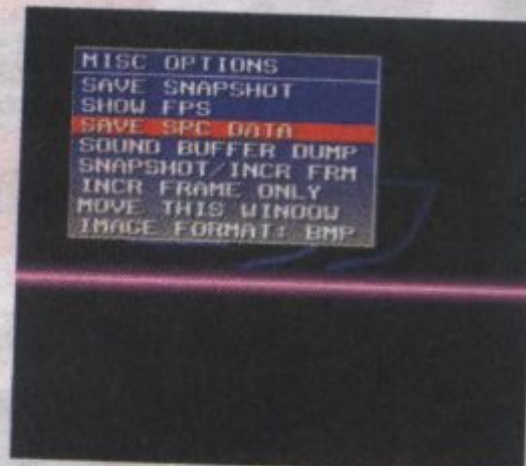 MISC OPTIONS
SAVE SNAPSHOT
SHOW FPS
SAVE SPC DATA
SOUND BUFFER DUMP
SNAPSHOT/INCR FRM
INCR FRAME ONLY
MOVE THIS WINDOW
IMAGE FORMAT: BMP